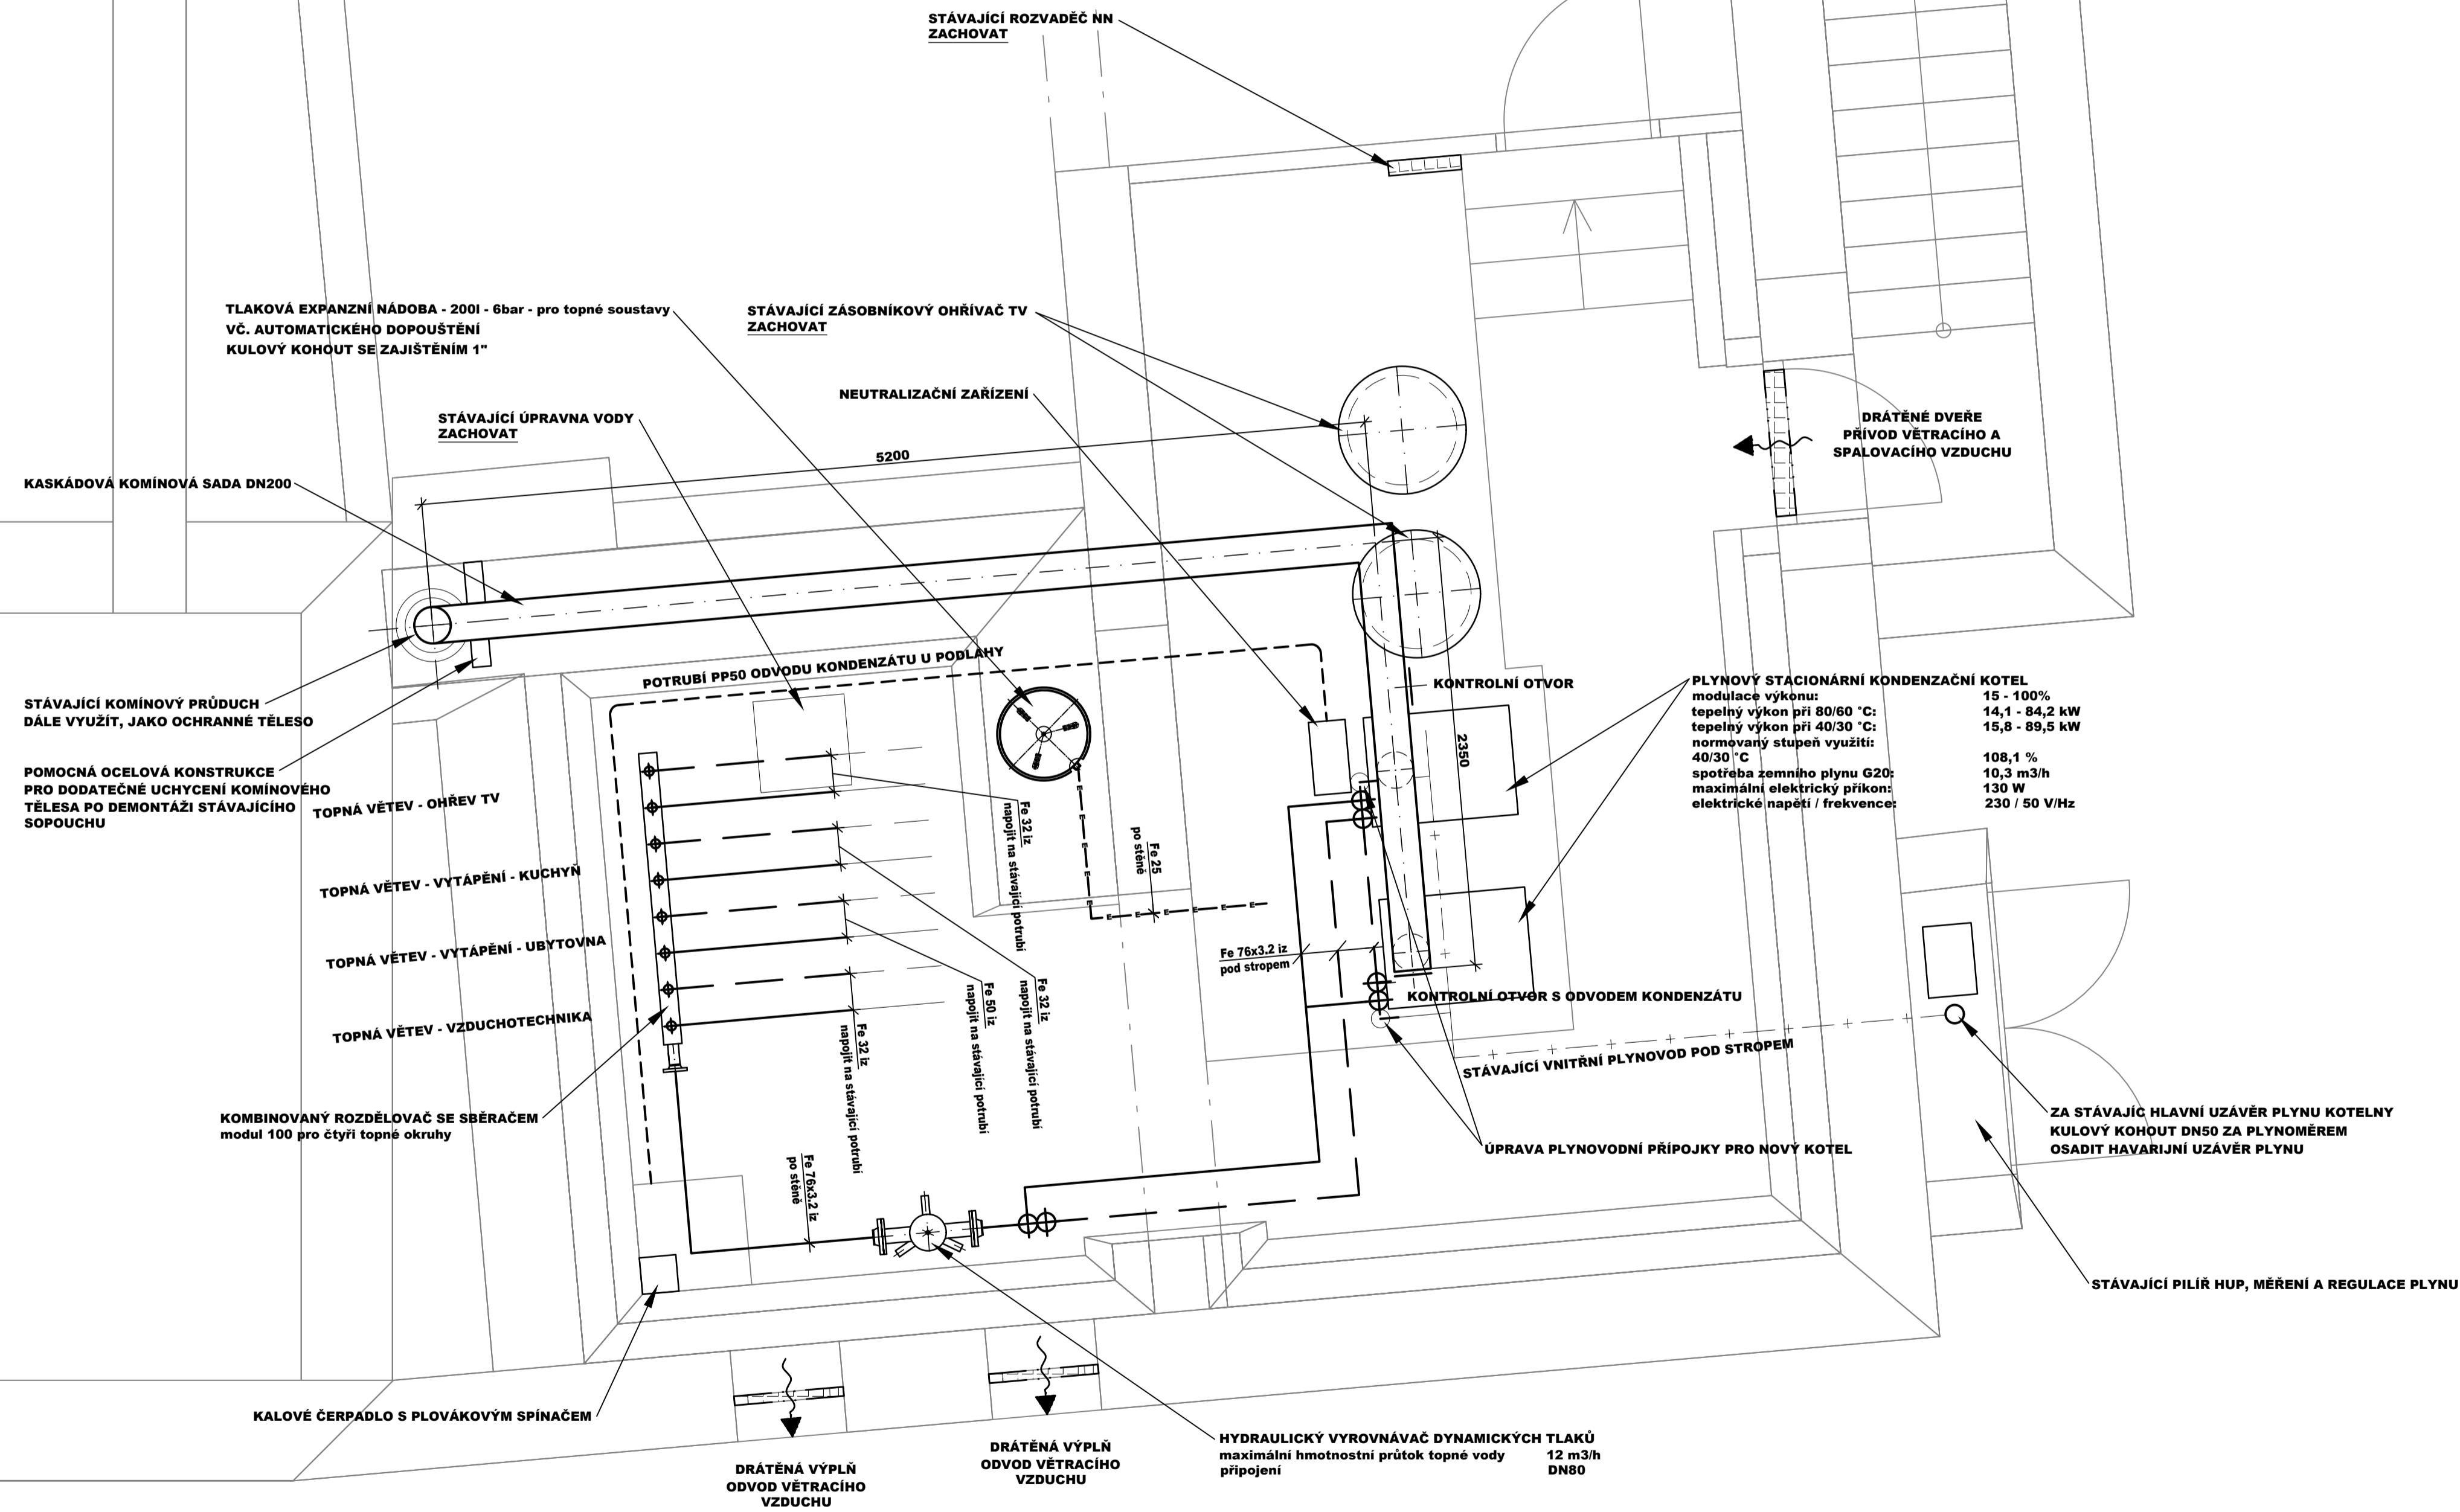 STÁVAJÍCÍ ROZVADĚČ NN
ZACHOVAT
TLAKOVÁ EXPANZNÍ NÁDOBA - 200l - 6bar - pro topné soustavy
VČ. AUTOMATICKÉHO DOPOUŠTĚNÍ
KULOVÝ KOHOUT SE ZAJIŠTĚNÍM 1"
STÁVAJÍCÍ ZÁSOBNÍKOVÝ OHŘÍVAČ TV
ZACHOVAT
NEUTRALIZAČNÍ ZAŘÍZENÍ
STÁVAJÍCÍ ÚPRAVNA VODY
ZACHOVAT
DRÁTĚNÉ DVEŘE
PŘÍVOD VĚTRACÍHO A
SPALOVACÍHO VZDUCHU
5200
KASKÁDOVÁ KOMÍNOVÁ SADA DN200
POTRUBÍ PP50 ODVODU KONDENZÁTU U PODLAHY
KONTROLNÍ OTVOR
STÁVAJÍCÍ KOMÍNOVÝ PRŮDUCH
DÁLE VYUŽÍT, JAKO OCHRANNÉ TĚLESO
PLYNOVÝ STACIONÁRNÍ KONDENZAČNÍ KOTEL
modulace výkonu: 15 - 100%
tepelný výkon při 80/60 °C: 14,1 - 84,2 kW
tepelný výkon při 40/30 °C: 15,8 - 89,5 kW
normovaný stupeň využití:
40/30 °C 108,1 %
spotřeba zemního plynu G20: 10,3 m3/h
maximální elektrický příkon: 130 W
elektrické napětí / frekvence: 230 / 50 V/Hz
2350
POMOCNÁ OCELOVÁ KONSTRUKCE
PRO DODATEČNÉ UCHYCENÍ KOMÍNOVÉHO
TĚLESA PO DEMONTÁŽI STÁVAJÍCÍHO
SOPOUCHU
TOPNÁ VĚTEV - OHŘEV TV
TOPNÁ VĚTEV - VYTÁPĚNÍ - KUCHYŇ
TOPNÁ VĚTEV - VYTÁPĚNÍ - UBYTOVNA
TOPNÁ VĚTEV - VZDUCHOTECHNIKA
Fe 32 iz
napojit na stávající potrubí
Fe 25
po stěně
E E E E E E E E E
Fe 76x3.2 iz
pod stropem
Fe 32 iz
napojit na stávající potrubí
Fe 50 iz
napojit na stávající potrubí
Fe 32 iz
napojit na stávající potrubí
KONTROLNÍ OTVOR S ODVODEM KONDENZÁTU
STÁVAJÍCÍ VNITŘNÍ PLYNOVOD POD STROPEM
KOMBINOVANÝ ROZDĚLOVAČ SE SBĚRAČEM
modul 100 pro čtyři topné okruhy
Fe 76x3.2 iz
po stěně
ÚPRAVA PLYNOVODNÍ PŘÍPOJKY PRO NOVÝ KOTEL
ZA STÁVAJÍC HLAVNÍ UZÁVĚR PLYNU KOTELNY
KULOVÝ KOHOUT DN50 ZA PLYNOMĚREM
OSADIT HAVARIJNÍ UZÁVĚR PLYNU
STÁVAJÍCÍ PILÍŘ HUP, MĚŘENÍ A REGULACE PLYNU
KALOVÉ ČERPADLO S PLOVÁKOVÝM SPÍNAČEM
HYDRAULICKÝ VYROVNÁVAČ DYNAMICKÝCH TLAKŮ
maximální hmotnostní průtok topné vody 12 m3/h
připojení DN80
DRÁTĚNÁ VÝPLŇ
ODVOD VĚTRACÍHO
VZDUCHU
DRÁTĚNÁ VÝPLŇ
ODVOD VĚTRACÍHO
VZDUCHU